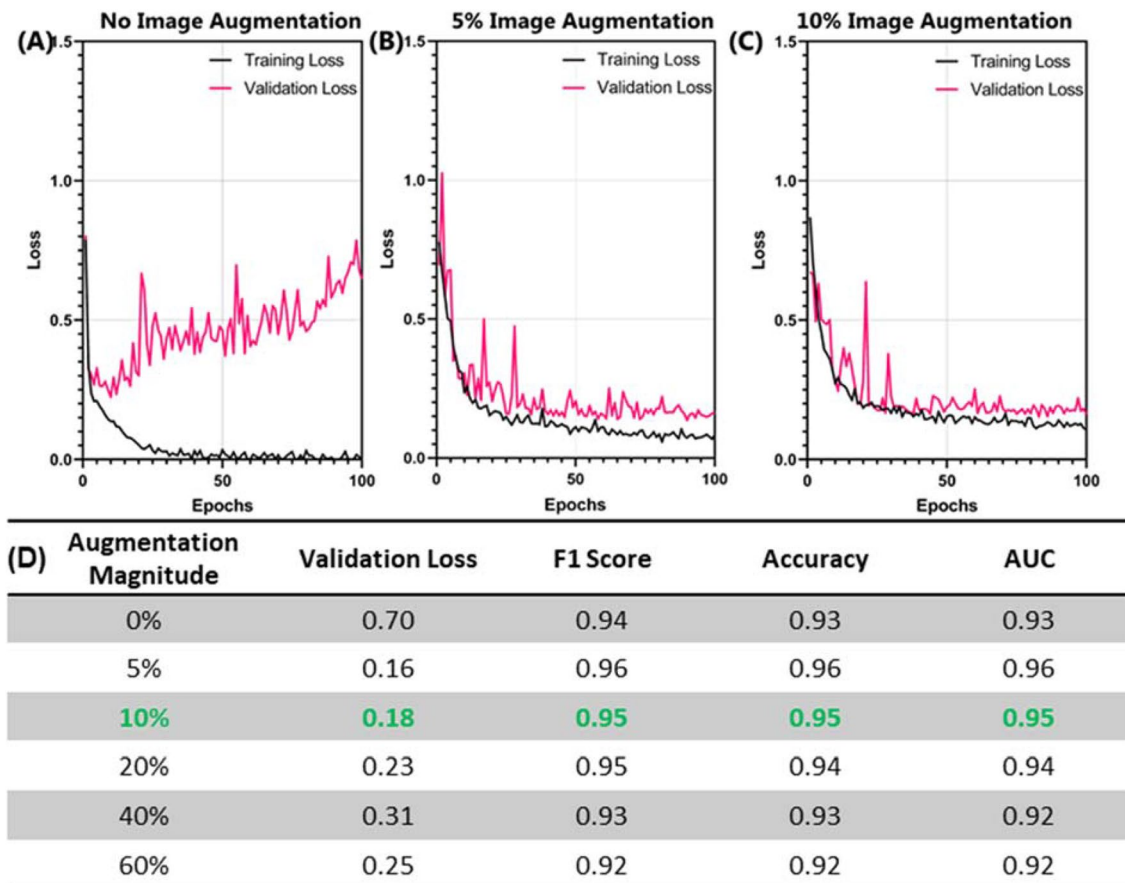 No Image Augmentation
5% Image Augmentation
10% Image Augmentation
(A)
1.5
Training Loss
Validation Loss
1.0
Loss
0.5
0.0
0
50
100
Epochs
(B)
1.5
Training Loss
Validation Loss
1.0
Loss
0.5
0.0
0
50
100
Epochs
(C)
1.5
Training Loss
Validation Loss
1.0
Loss
0.5
0.0
0
50
100
Epochs
(D) Augmentation Magnitude Validation Loss F1 Score Accuracy AUC
0% 0.70 0.94 0.93 0.93
5% 0.16 0.96 0.96 0.96
10% 0.18 0.95 0.95 0.95
20% 0.23 0.95 0.94 0.94
40% 0.31 0.93 0.93 0.92
60% 0.25 0.92 0.92 0.92